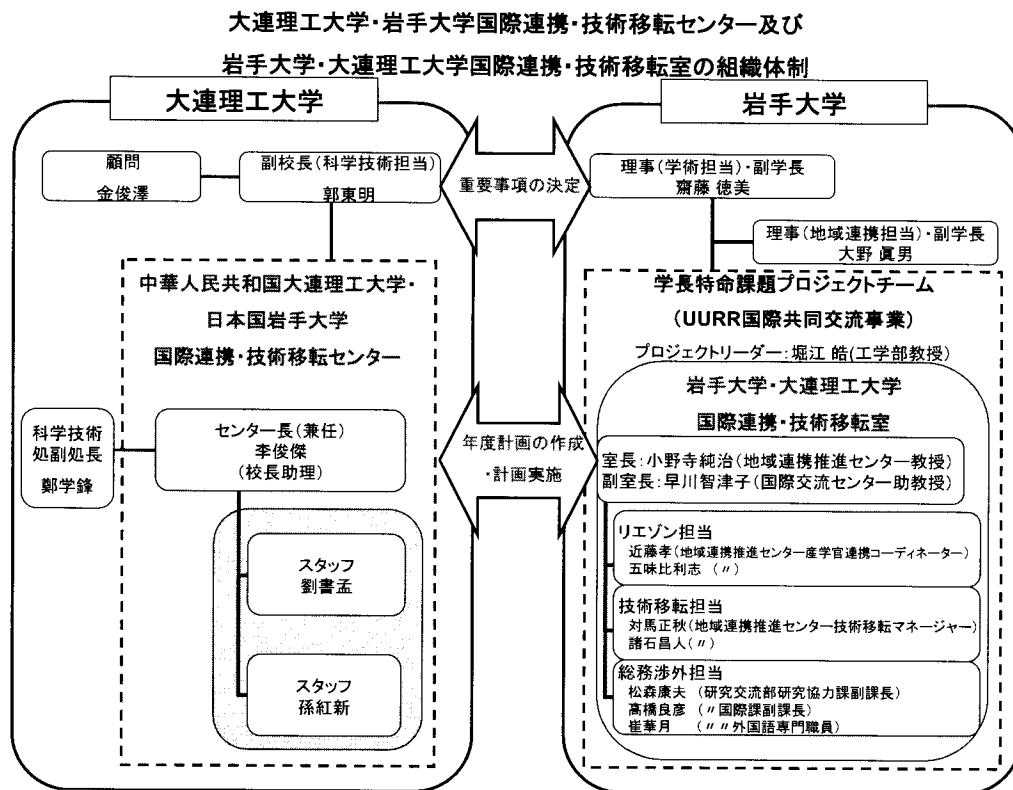 大連理工大学・岩手大学国際連携・技術移転センター及び
岩手大学・大連理工大学国際連携・技術移転室の組織体制
大連理工大学
顧問
金俊澤
副校長(科学技術担当)
郭東明
中華人民共和国大連理工大学・
日本国岩手大学
国際連携・技術移転センター
科学技術
処副処長
鄭学鋒
センター長(兼任)
李俊傑
(校長助理)
スタッフ
劉書孟
スタッフ
孫紅新
重要事項の決定
年度計画の作成
・計画実施
岩手大学
理事(学術担当)・副学長
齋藤 徳美
理事(地域連携担当)・副学長
大野 眞男
学長特命課題プロジェクトチーム
(UURR国際共同交流事業)
プロジェクトリーダー:堀江 皓(工学部教授)
岩手大学・大連理工大学
国際連携・技術移転室
室長:小野寺純治(地域連携推進センター教授)
副室長:早川智津子(国際交流センター助教授)
リエゾン担当
近藤孝(地域連携推進センター産学官連携コーディネーター)
五味比利志 (〃)
技術移転担当
対馬正秋(地域連携推進センター技術移転マネージャー)
諸石昌人(〃)
総務渉外担当
松森康夫 (研究交流部研究協力課副課長)
高橋良彦 (〃国際課副課長)
崔華月 (〃〃外国語専門職員)